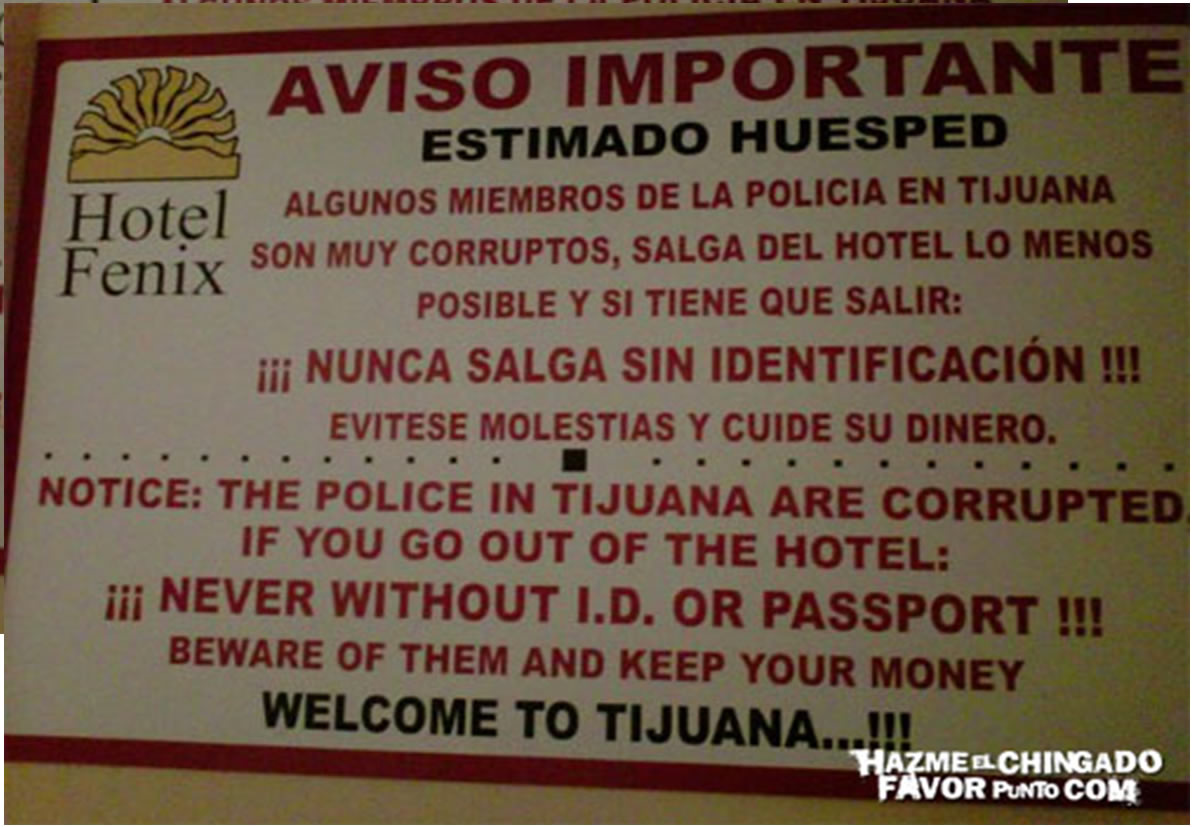 AVISO IMPORTANTE
ESTIMADO HUESPED
Hotel
Fenix
ALGUNOS MIEMBROS DE LA POLICIA EN TIJUANA
SON MUY CORRUPTOS, SALGA DEL HOTEL LO MENOS
POSIBLE Y SI TIENE QUE SALIR:
¡¡¡ NUNCA SALGA SIN IDENTIFICACIÓN !!!
EVITESE MOLESTIAS Y CUIDE SU DINERO.
NOTICE: THE POLICE IN TIJUANA ARE CORRUPTED.
IF YOU GO OUT OF THE HOTEL:
¡¡¡ NEVER WITHOUT I.D. OR PASSPORT !!!
BEWARE OF THEM AND KEEP YOUR MONEY
WELCOME TO TIJUANA...!!!
HAZME EL CHINGADO
FAVOR PUNTO COM